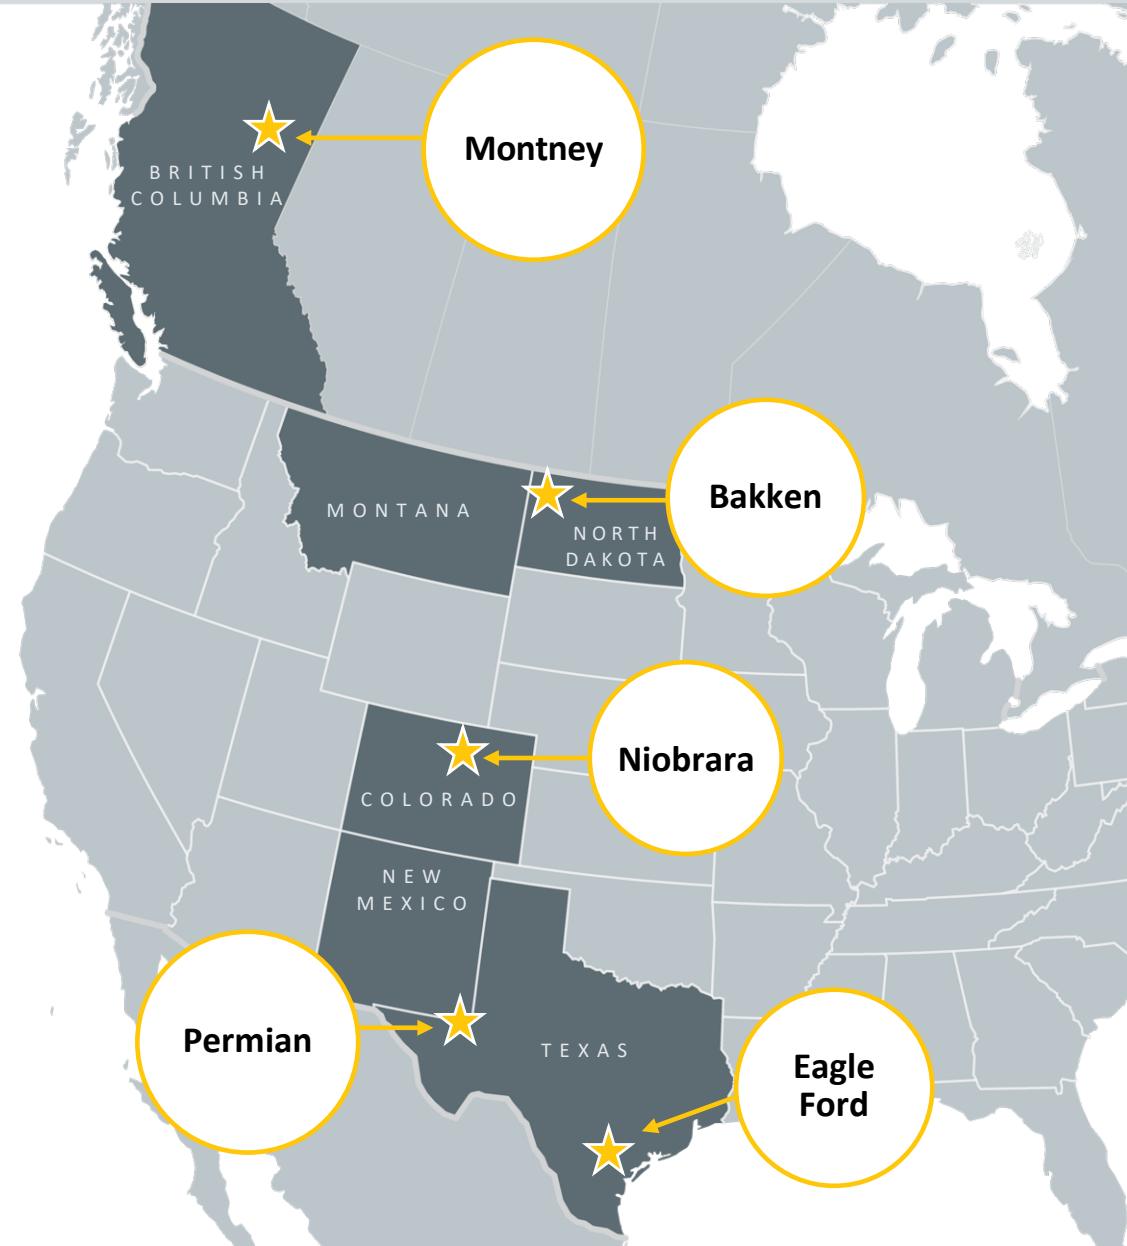 Montney
BRITISH
COLUMBIA
Bakken
MONTANA
NORTH
DAKOTA
Niobrara
COLORADO
NEW
MEXICO
Permian
TEXAS
Eagle
Ford